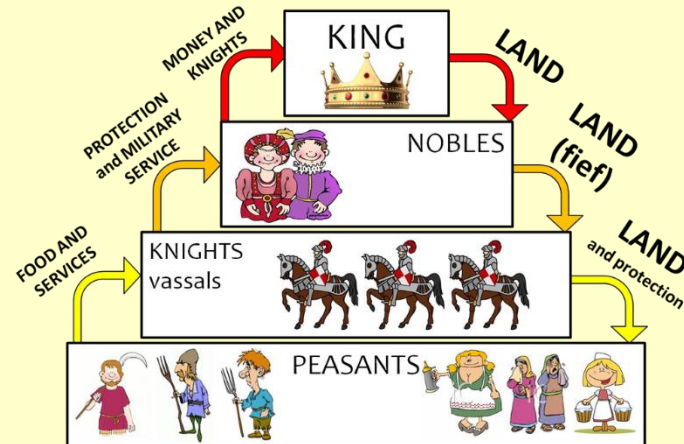 MONEY AND
KNIGHTS
KING
LAND
PROTECTION
and MILITARY
SERVICE
NOBLES
LAND
(fief)
FOOD AND
SERVICES
KNIGHTS
vassals
LAND
and protection
PEASANTS